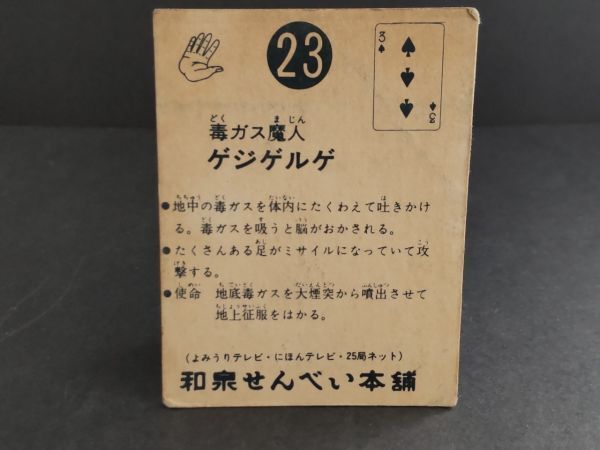 23
3
3
毒ガス魔人
ゲジゲルゲ
●地中の毒ガスを体内にたくわえて吐きかけ
る。毒ガスを吸うと脳がおかされる。
●たくさんある足がミサイルになっていて攻
撃する。
●使命 地底毒ガスを大煙突から噴出させて
地上征服をはかる。
(よみうりテレビ・にほんテレビ・25局ネット)
和泉せんべい本舗